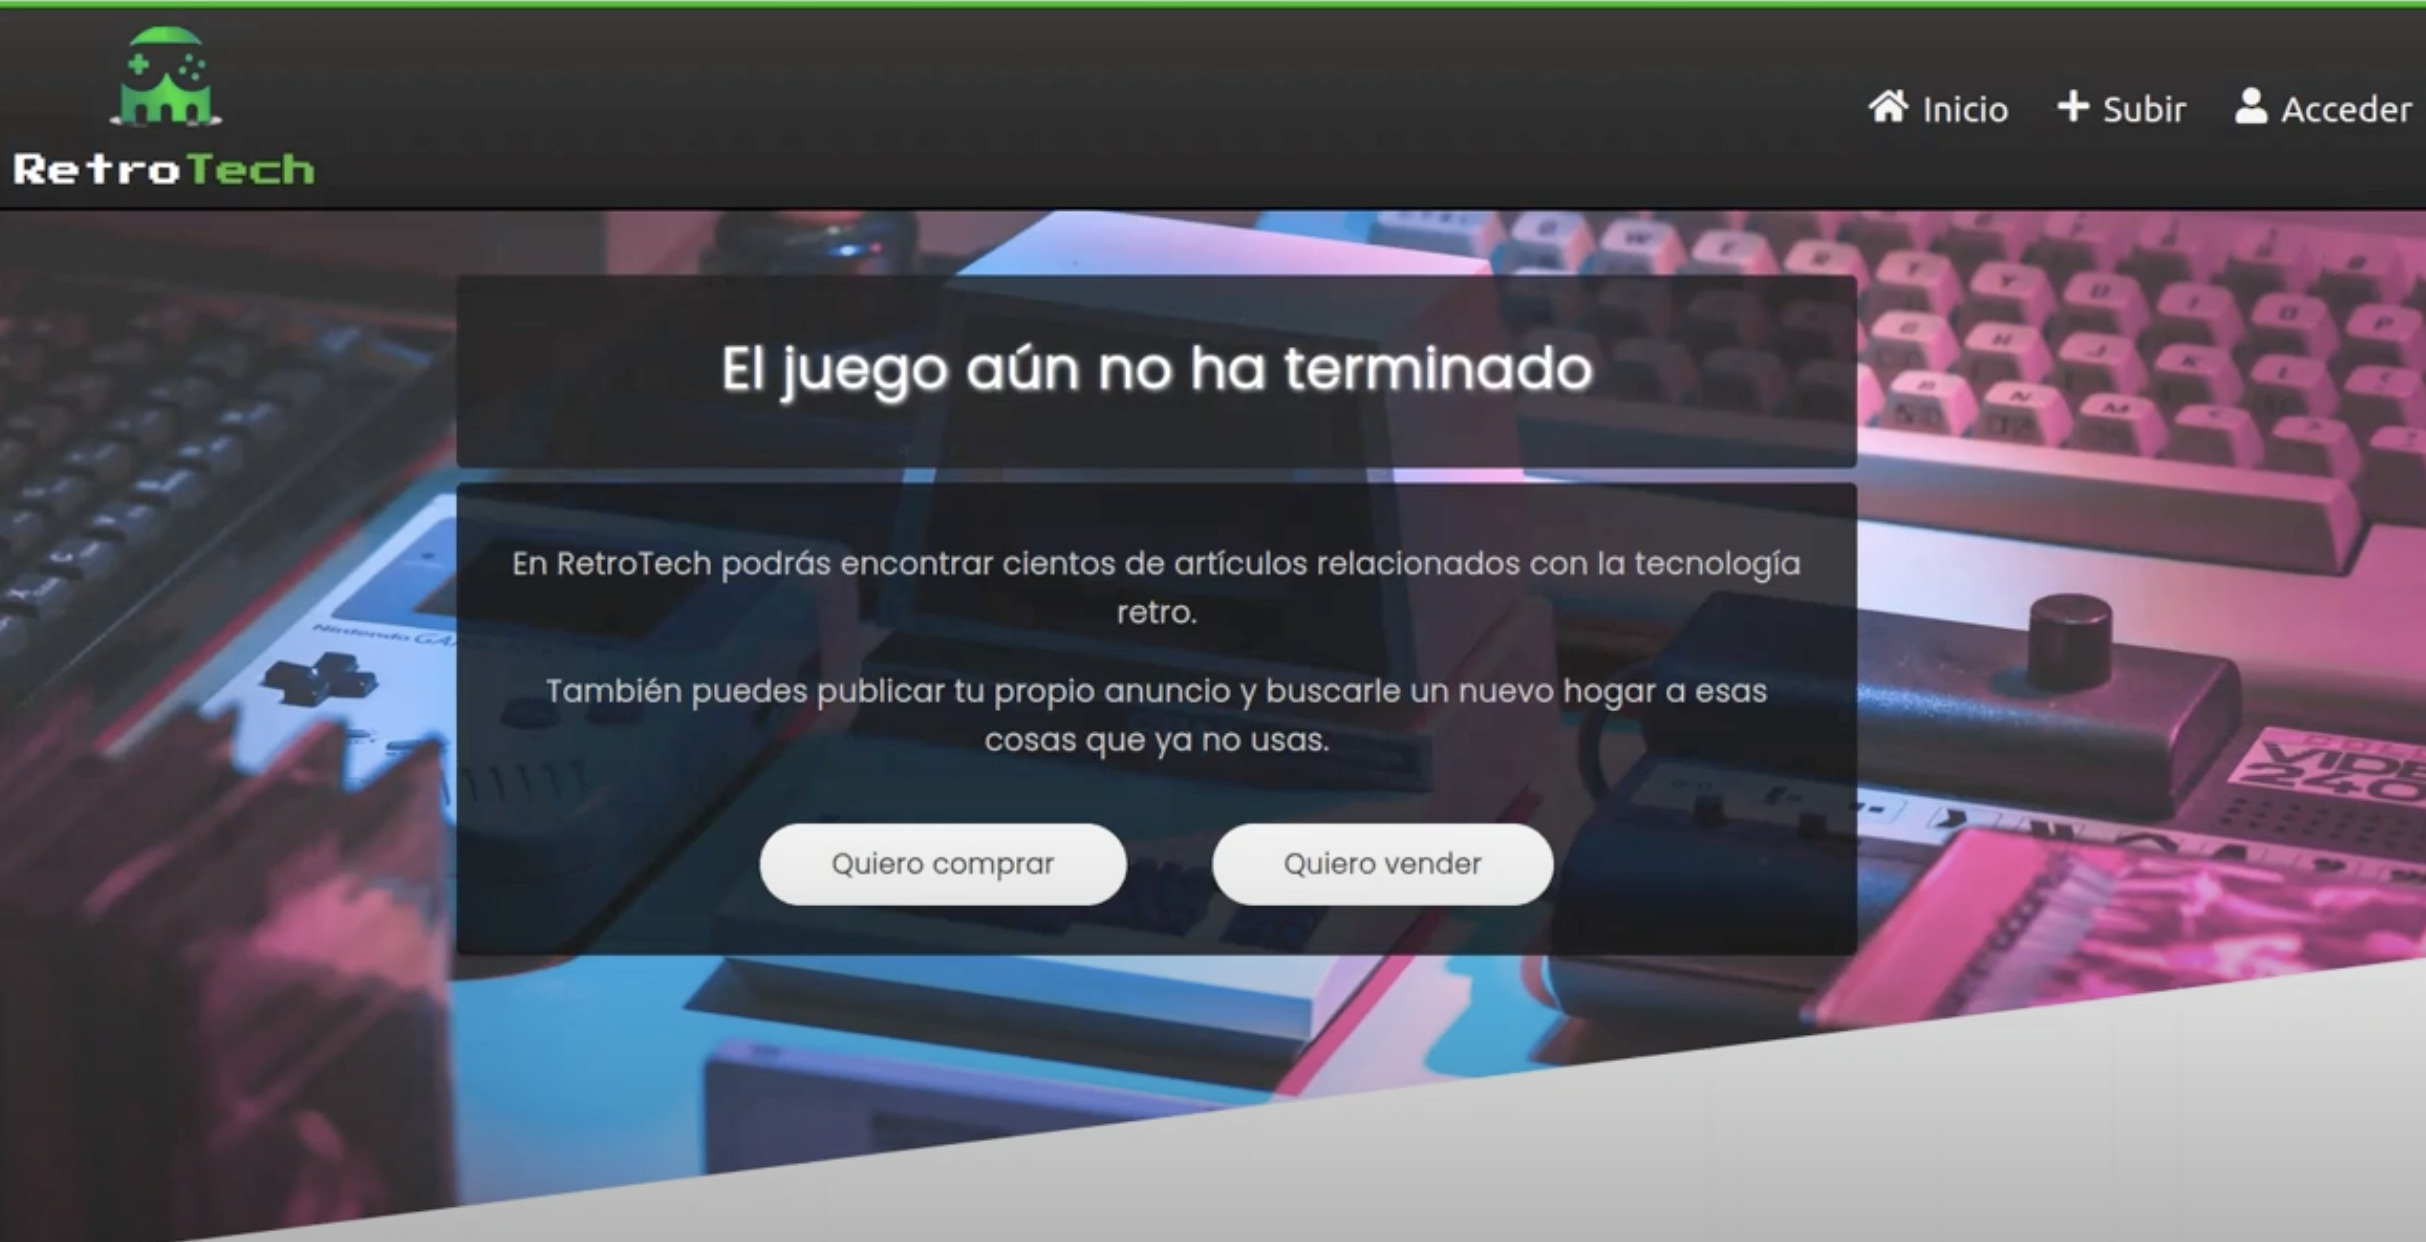 RetroTech
Inicio
Subir
Acceder
El juego aún no ha terminado
En RetroTech podrás encontrar cientos de artículos relacionados con la tecnología
retro.
También puedes publicar tu propio anuncio y buscarle un nuevo hogar a esas
cosas que ya no usas.
Quiero comprar
Quiero vender
Nintendo